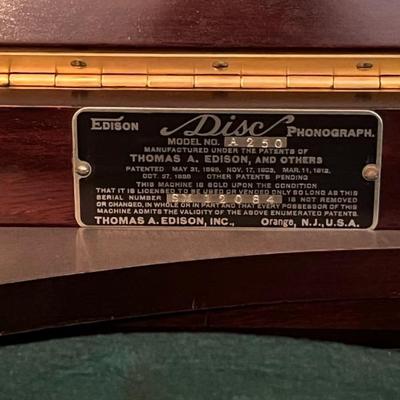 EDISON Disc PHONOGRAPH.
MODEL NO. A 250
MANUFACTURED UNDER THE PATENTS OF
THOMAS A. EDISON, AND OTHERS
PATENTED MAY 31, 1898, NOV. 17, 1903, MAR. 11, 1912.
OCT. 27, OTHER PATENTS PENDING
THIS MACHINE IS SOLD UPON THE CONDITION
THAT IT IS LICENSED TO BE USED OR VENDED ONLY SO LONG AS THIS
SERIAL NUMBER IS NOT REMOVED
OR CHANGED, IN WHOLE OR IN PART AND THAT EVERY POSSESSOR OF THIS
MACHINE ADMITS THE VALIDITY OF THE ABOVE ENUMERATED PATENTS.
THOMAS A. EDISON, INC., Orange, N.J., U.S.A.